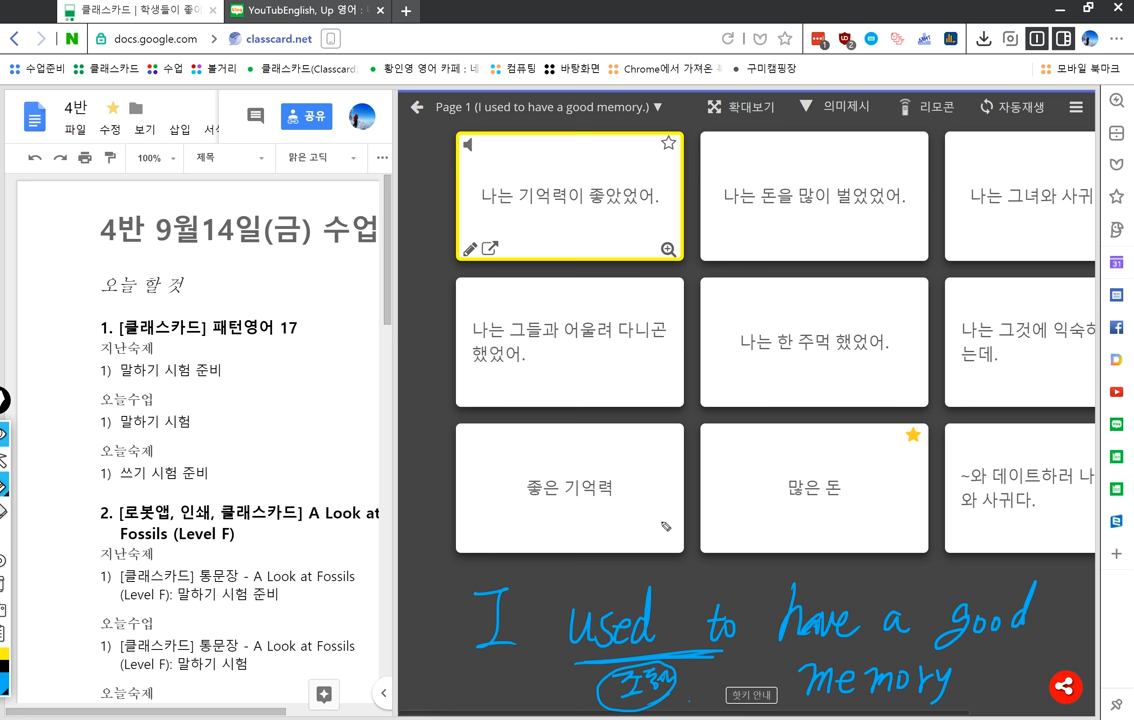 클래스카드 | 학생들이 좋아
YouTubEnglish, Up 영어 :
docs.google.com
classcard.net
수업준비
클래스카드
수업
볼거리
클래스카드(Classcard
황인영 영어 카페 : 네
컴퓨팅
바탕화면
Chrome에서 가져온 북
구미캠핑장
모바일 북마크
4반
파일 수정 보기 삽입 서식
공유
100%
제목
맑은 고딕
4반 9월14일(금) 수업
오늘 할 것
1. [클래스카드] 패턴영어 17
지난숙제
1) 말하기 시험 준비
오늘수업
1) 말하기 시험
오늘숙제
1) 쓰기 시험 준비
2. [로봇앱, 인쇄, 클래스카드] A Look at
Fossils (Level F)
지난숙제
1) [클래스카드] 통문장 - A Look at Fossils
(Level F): 말하기 시험 준비
오늘수업
1) [클래스카드] 통문장 - A Look at Fossils
(Level F): 말하기 시험
오늘숙제
Page 1 (I used to have a good memory.) ▼
확대보기
의미제시
리모콘
자동재생
나는 기억력이 좋았었어.
나는 돈을 많이 벌었었어.
나는 그녀와 사귀
나는 그들과 어울려 다니곤
했었어.
나는 한 주먹 했었어.
나는 그것에 익숙하
는데.
좋은 기억력
많은 돈
~와 데이트하러 나
와 사귀다.
I used to have a good
memory
조동사
핫키 안내